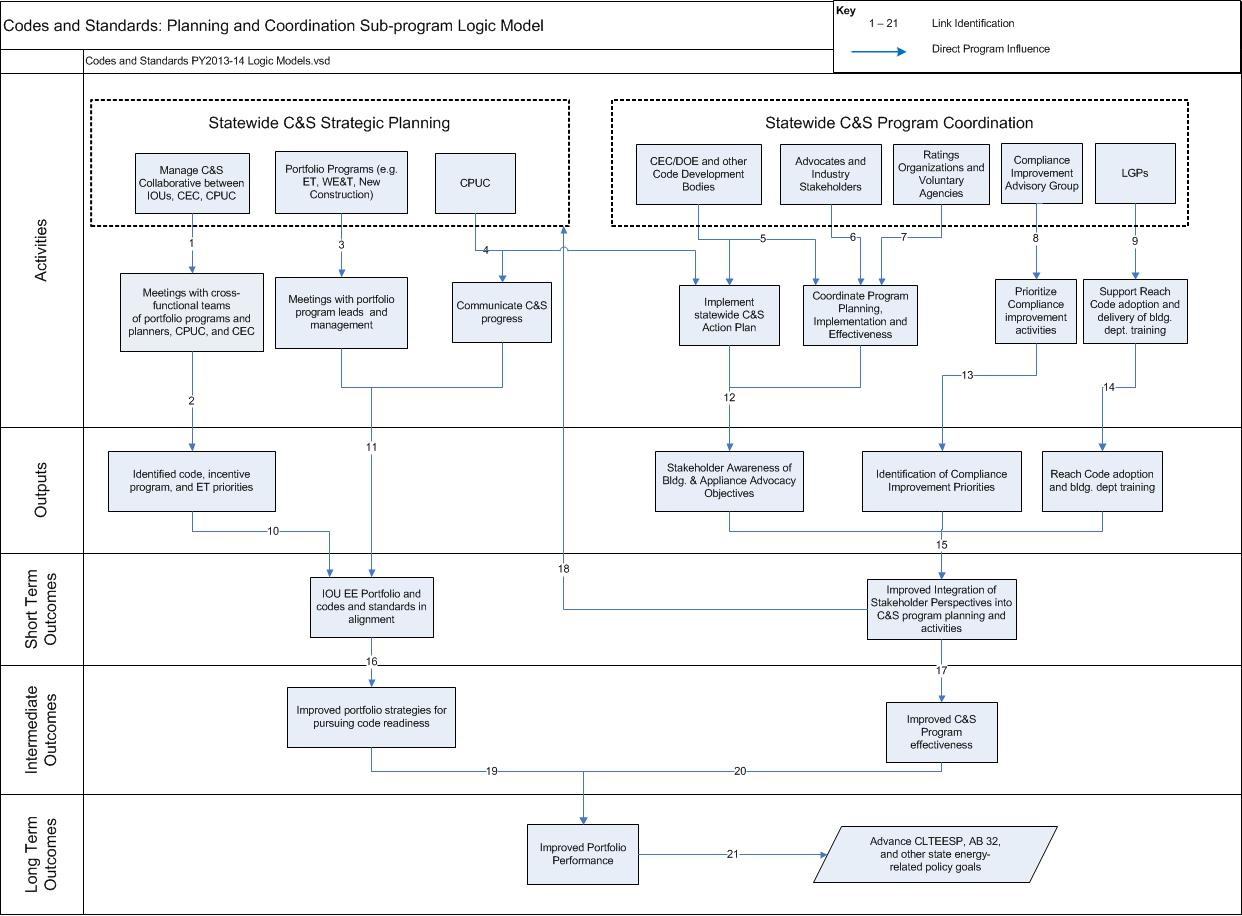 Codes and Standards: Planning and Coordination Sub-program Logic Model
Key
1 – 21 Link Identification
Direct Program Influence
Codes and Standards PY2013-14 Logic Models.vsd
Activities
Statewide C&S Strategic Planning
Manage C&S
Collaborative between
IOUs, CEC, CPUC
Portfolio Programs (e.g.
ET, WE&T, New
Construction)
CPUC
Statewide C&S Program Coordination
CEC/DOE and other
Code Development
Bodies
Advocates and
Industry
Stakeholders
Ratings
Organizations and
Voluntary
Agencies
Compliance
Improvement
Advisory Group
LGPs
1
3
4
5
6
7
8
9
Meetings with cross-
functional teams
of portfolio programs and
planners, CPUC, and CEC
Meetings with portfolio
program leads and
management
Communicate C&S
progress
Implement
statewide C&S
Action Plan
Coordinate Program
Planning,
Implementation and
Effectiveness
Prioritize
Compliance
improvement
activities
Support Reach
Code adoption and
delivery of bldg.
dept. training
2
11
12
13
14
Outputs
Identified code, incentive
program, and ET priorities
Stakeholder Awareness of
Bldg. & Appliance Advocacy
Objectives
Identification of Compliance
Improvement Priorities
Reach Code adoption
and bldg. dept training
10
15
18
Short Term
Outcomes
IOU EE Portfolio and
codes and standards in
alignment
Improved Integration of
Stakeholder Perspectives into
C&S program planning and
activities
16
17
Intermediate
Outcomes
Improved portfolio strategies for
pursuing code readiness
Improved C&S
Program
effectiveness
19
20
Long Term
Outcomes
Improved Portfolio
Performance
21
Advance CLTEESP, AB 32,
and other state energy-
related policy goals